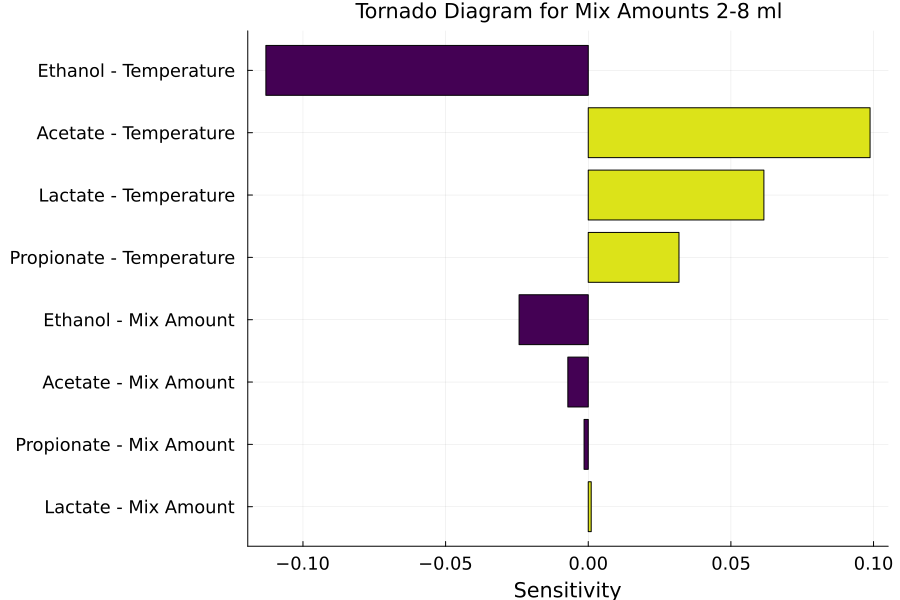 Tornado Diagram for Mix Amounts 2-8 ml
Ethanol - Temperature
Acetate - Temperature
Lactate - Temperature
Propionate - Temperature
Ethanol - Mix Amount
Acetate - Mix Amount
Propionate - Mix Amount
Lactate - Mix Amount
−0.10 −0.05 0.00 0.05 0.10
Sensitivity